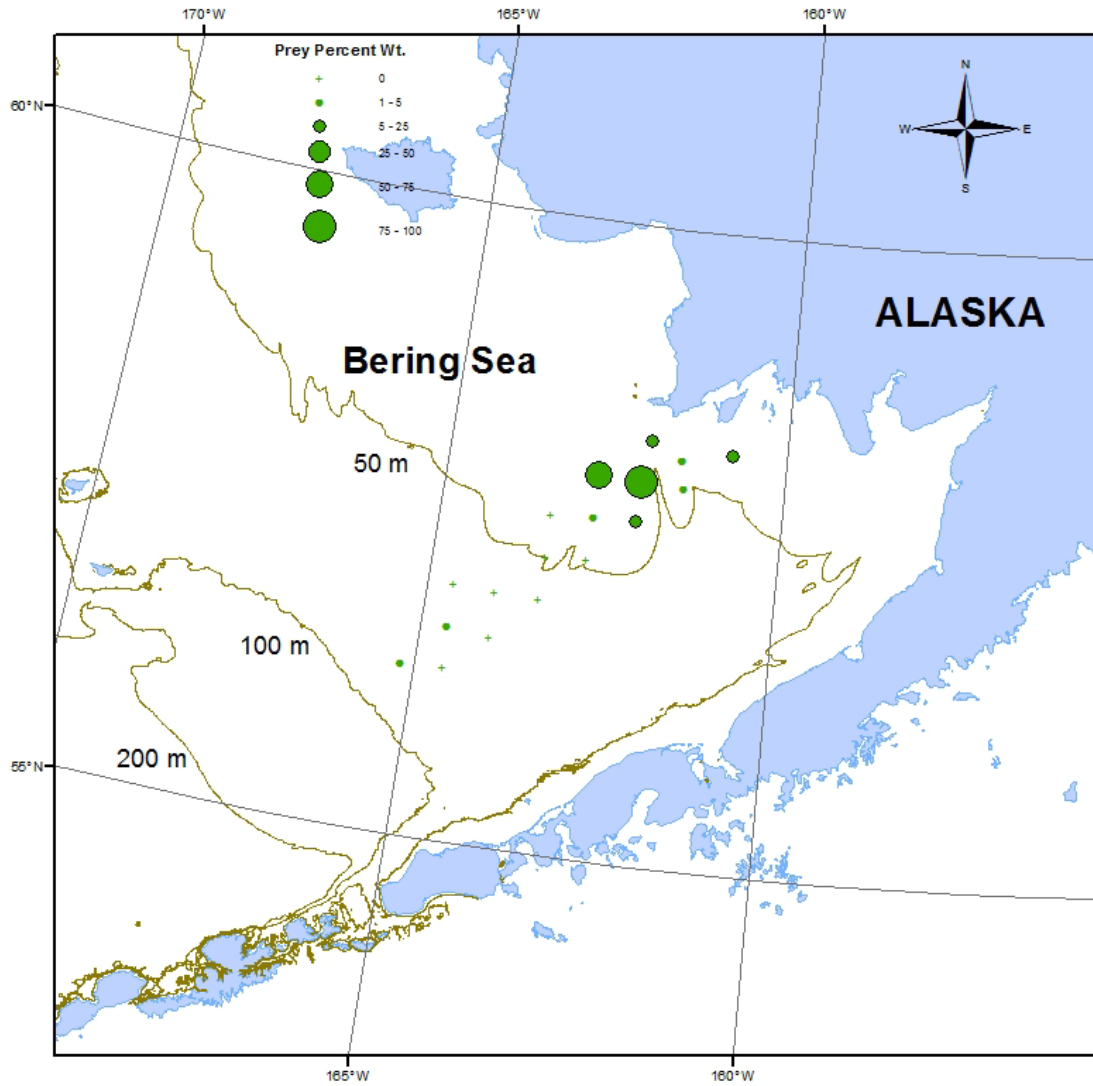 170°W 165°W 160°W
Prey Percent Wt.
0
1 - 5
5 - 25
25 - 50
50 - 75
75 - 100
N
W E
S
60°N
ALASKA
Bering Sea
50 m
100 m
200 m
55°N
165°W 160°W